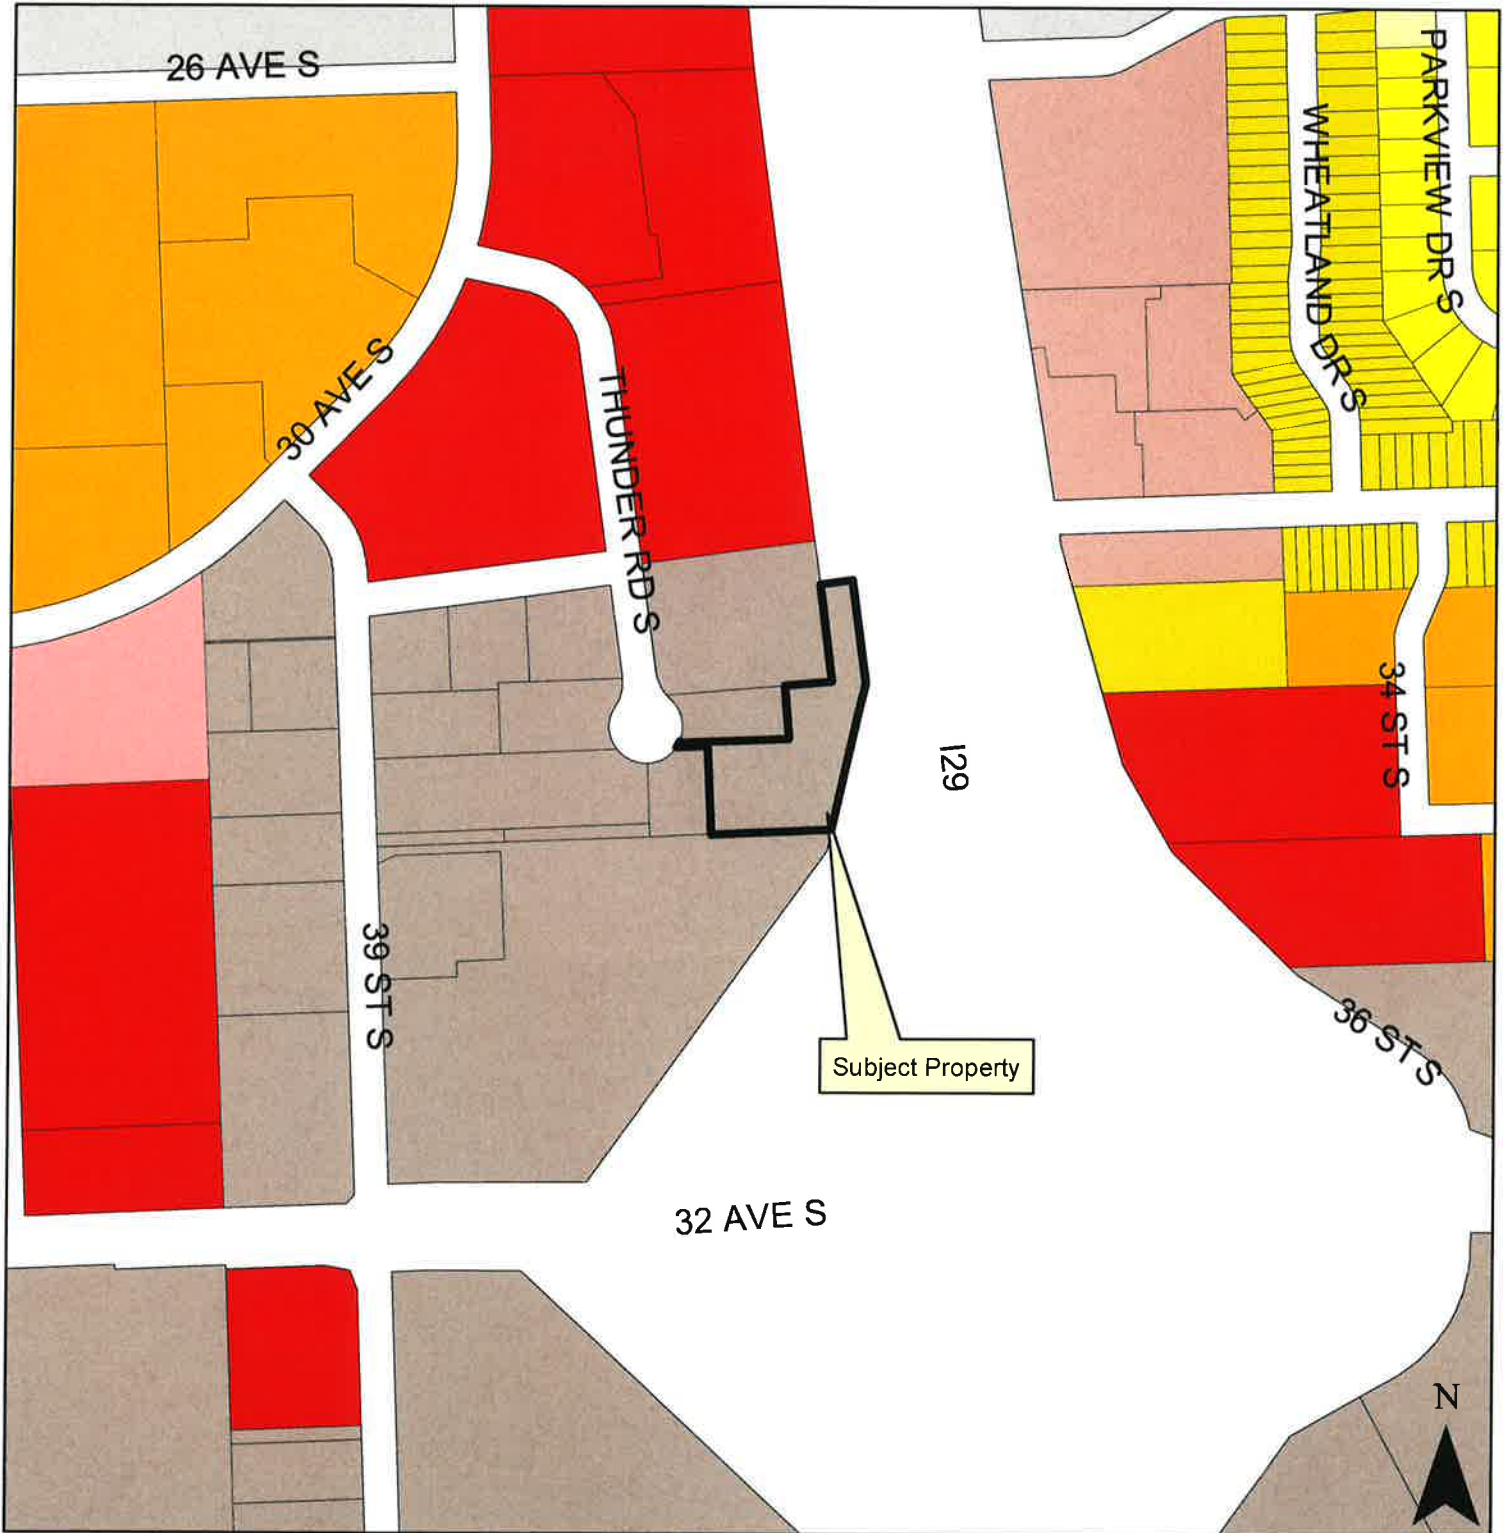 26 AVE S
PARKVIEW DR S
WHEATLAND DR S
30 AVE S
THUNDER RD S
34 ST S
I29
39 ST S
36 ST S
Subject Property
32 AVE S
N